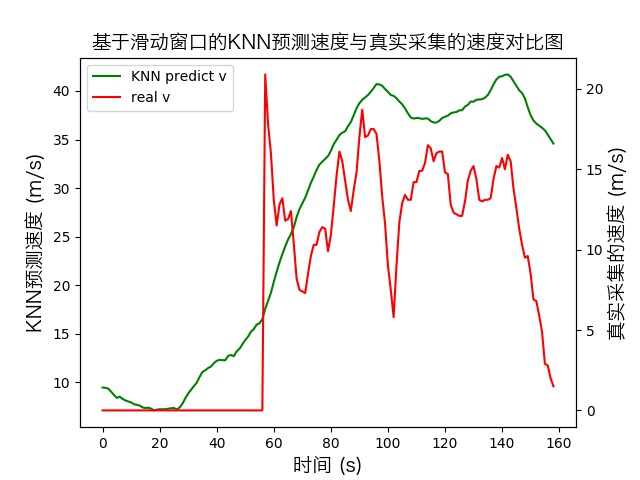 基于滑动窗口的KNN预测速度与真实采集的速度对比图
KNN predict v
real v
KNN预测速度 (m/s)
40
35
30
25
20
15
10
20
15
10
5
0
真实采集的速度 (m/s)
0 20 40 60 80 100 120 140 160
时间 (s)